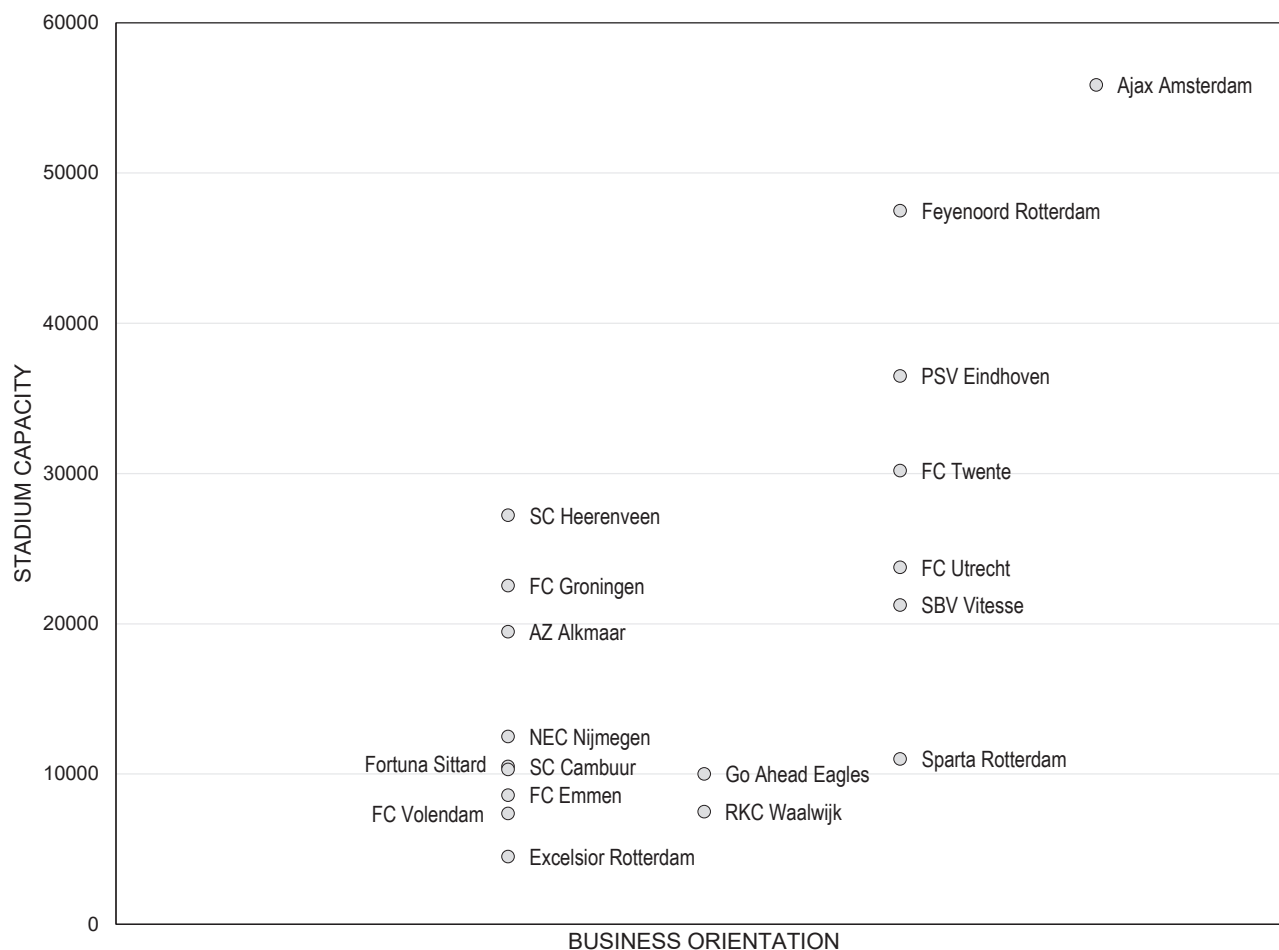 60000
Ajax Amsterdam
50000
Feyenoord Rotterdam
40000
PSV Eindhoven
STADIUM CAPACITY
30000
FC Twente
SC Heerenveen
FC Utrecht
FC Groningen
SBV Vitesse
20000
AZ Alkmaar
NEC Nijmegen
Sparta Rotterdam
Fortuna Sittard
SC Cambuur
10000
Go Ahead Eagles
FC Emmen
FC Volendam
RKC Waalwijk
Excelsior Rotterdam
0
BUSINESS ORIENTATION